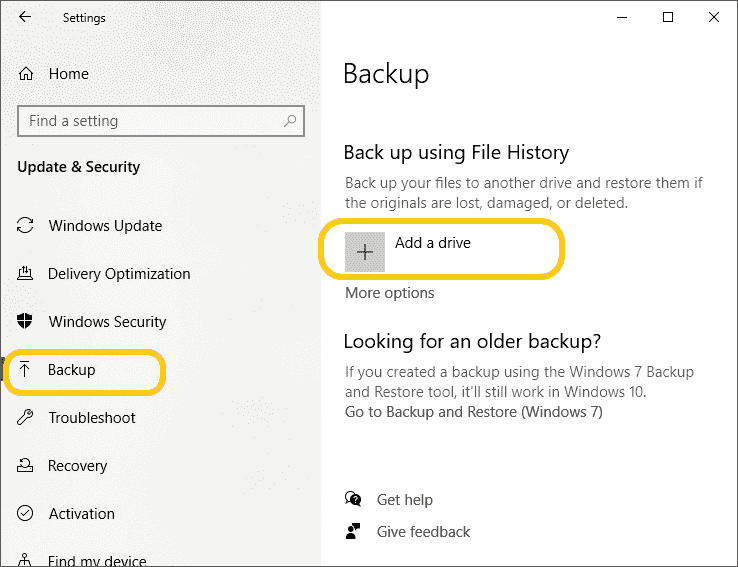 Settings
Home
Find a setting
Update & Security
Windows Update
Delivery Optimization
Windows Security
Backup
Troubleshoot
Recovery
Activation
Find my device
Backup
Back up using File History
Back up your files to another drive and restore them if
the originals are lost, damaged, or deleted.
Add a drive
More options
Looking for an older backup?
If you created a backup using the Windows 7 Backup
and Restore tool, it'll still work in Windows 10.
Go to Backup and Restore (Windows 7)
Get help
Give feedback